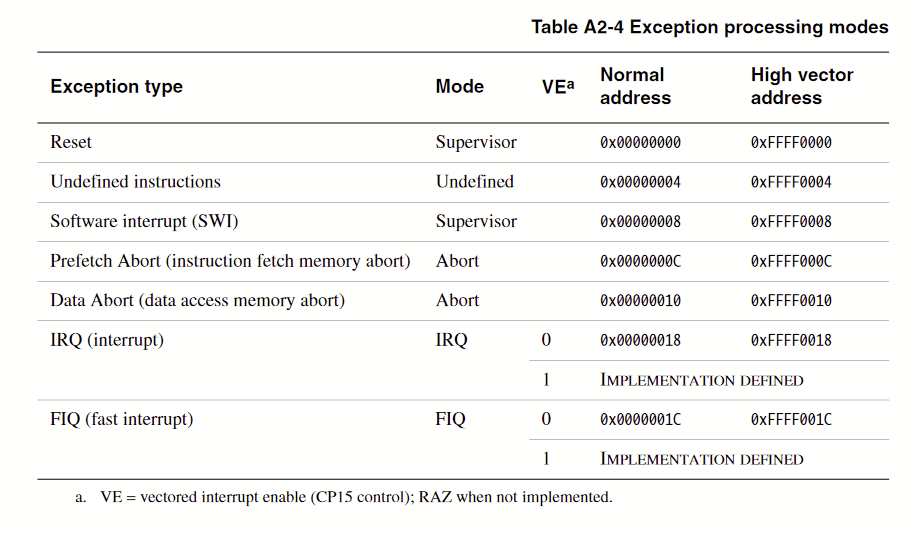 Table A2-4 Exception processing modes
Exception type Mode VEa Normal address High vector address
Reset Supervisor 0x00000000 0xFFFF0000
Undefined instructions Undefined 0x00000004 0xFFFF0004
Software interrupt (SWI) Supervisor 0x00000008 0xFFFF0008
Prefetch Abort (instruction fetch memory abort) Abort 0x0000000C 0xFFFF000C
Data Abort (data access memory abort) Abort 0x00000010 0xFFFF0010
IRQ (interrupt) IRQ 0 0x00000018 0xFFFF0018
1 IMPLEMENTATION DEFINED
FIQ (fast interrupt) FIQ 0 0x0000001C 0xFFFF001C
1 IMPLEMENTATION DEFINED
a. VE = vectored interrupt enable (CP15 control); RAZ when not implemented.